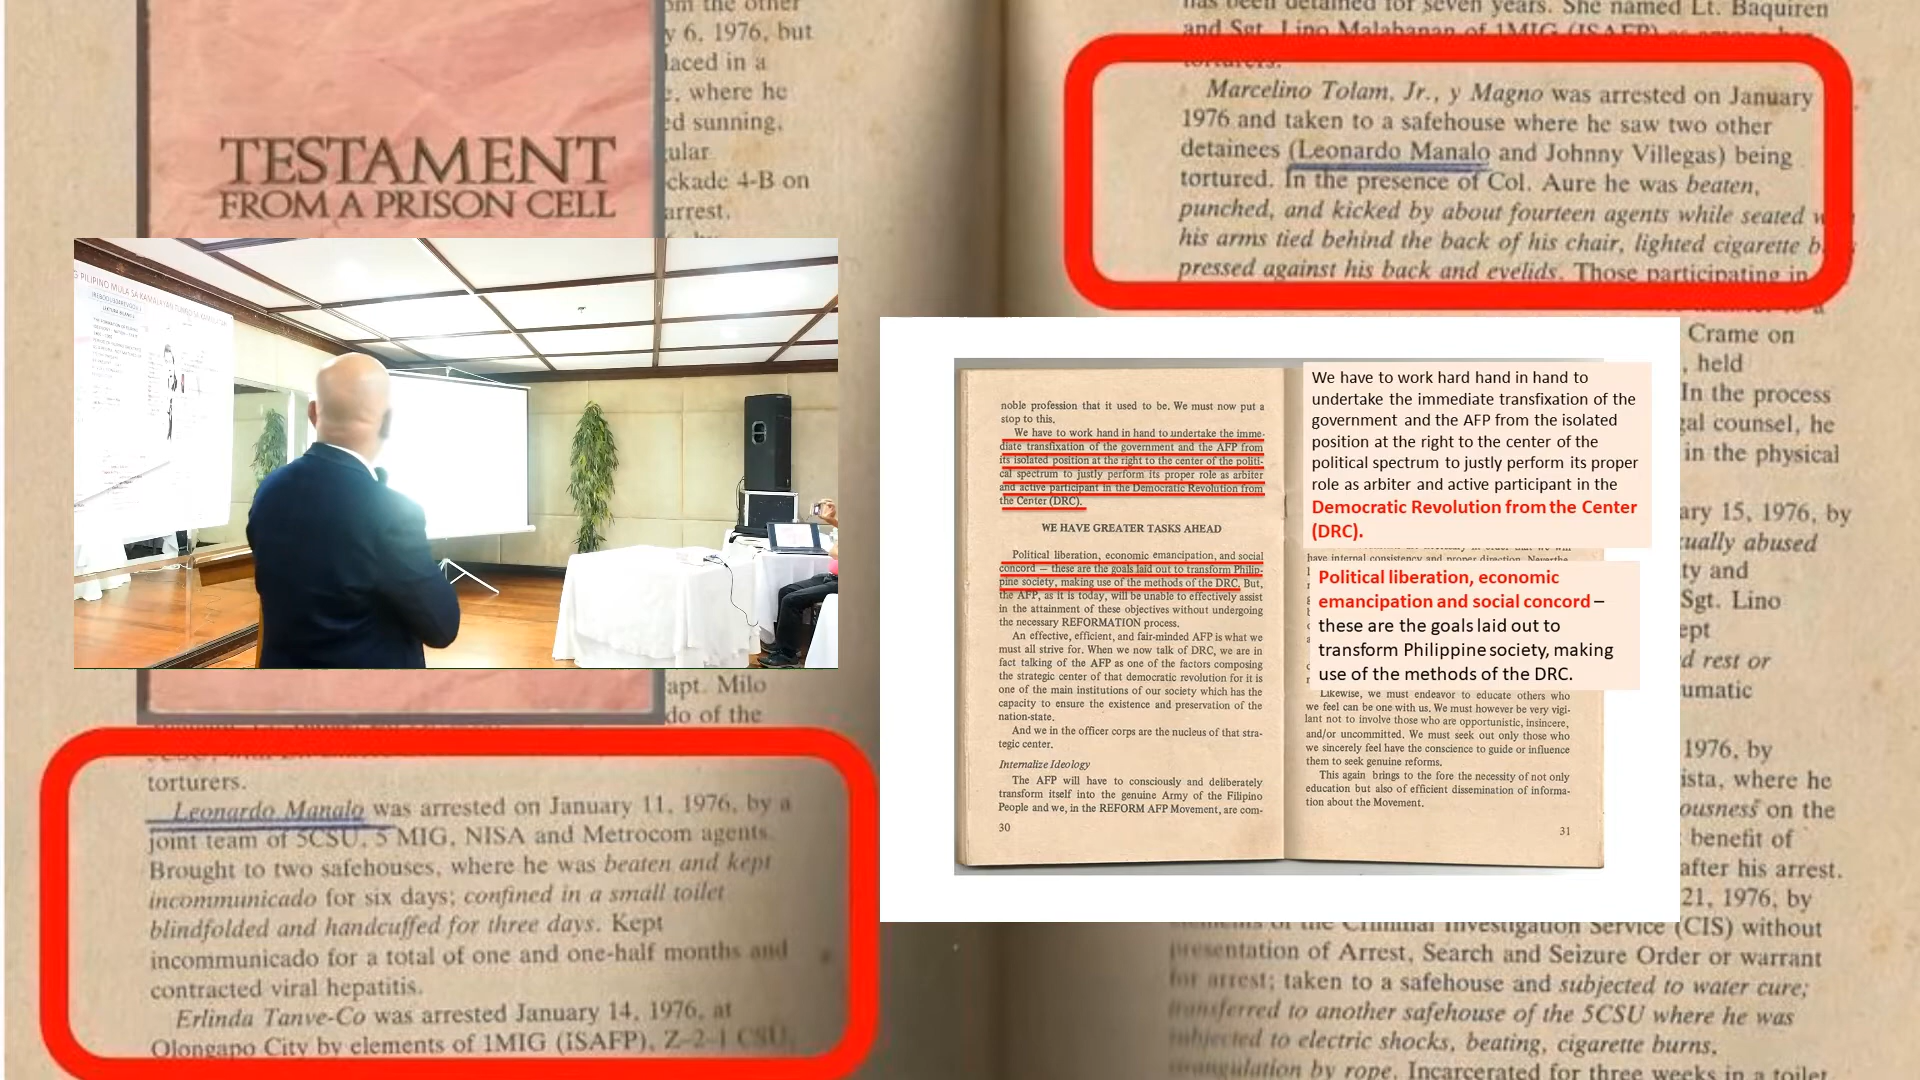 TESTAMENT
FROM A PRISON CELL
om the other
y 6, 1976, but
laced in a
e, where he
ed sunning,
ular
ckade 4-B on
arrest,
apt. Milo
do of the
torturers.
Leonardo Manalo was arrested on January 11, 1976, by a
joint team of 5CSU, 5 MIG, NISA and Metrocom agents.
Brought to two safehouses, where he was beaten and kept
incommunicado for six days; confined in a small toilet
blindfolded and handcuffed for three days. Kept
incommunicado for a total of one and one-half months and
contracted viral hepatitis.
Erlinda Tanve-Co was arrested January 14, 1976, at
Olongapo City by elements of 1MIG (ISAFP), Z-2-1 CSU,
has been detained for seven years. She named Lt. Baquiren
and Sgt. Lino Malabanan of 1MIG (ISAFP)
torturers.
Marcelino Tolam, Jr., y Magno was arrested on January
1976 and taken to a safehouse where he saw two other
detainees (Leonardo Manalo and Johnny Villegas) being
tortured. In the presence of Col. Aure he was beaten,
punched, and kicked by about fourteen agents while seated w
his arms tied behind the back of his chair, lighted cigarette b
pressed against his back and eyelids. Those participating in
Crame on
, held
In the process
gal counsel, he
in the physical
ary 15, 1976, by
xually abused
ty and
Sgt. Lino
ept
d rest or
umatic
1976, by
ista, where he
ousness on the
benefit of
after his arrest.
21, 1976, by
elements of the Criminal Investigation Service (CIS) without
presentation of Arrest, Search and Seizure Order or warrant
for arrest; taken to a safehouse and subjected to water cure;
transferred to another safehouse of the 5CSU where he was
subjected to electric shocks, beating, cigarette burns,
strangulation by rope. Incarcerated for three weeks in a toilet
G PILIPINO MULA SA KAMALAYAN TUNGO SA
noble profession that it used to be. We must now put a
stop to this.
We have to work hand in hand to undertake the imme-
diate transfixation of the government and the AFP from
its isolated position at the right to the center of the politi-
cal spectrum to justly perform its proper role as arbiter
and active participant in the Democratic Revolution from
the Center (DRC).
WE HAVE GREATER TASKS AHEAD
Political liberation, economic emancipation, and social
concord — these are the goals laid out to transform Philip-
pine society, making use of the methods of the DRC. But,
the AFP, as it is today, will be unable to effectively assist
in the attainment of these objectives without undergoing
the necessary REFORMATION process.
An effective, efficient, and fair-minded AFP is what we
must all strive for. When we now talk of DRC, we are in
fact talking of the AFP as one of the factors composing
the strategic center of that democratic revolution for it is
one of the main institutions of our society which has the
capacity to ensure the existence and preservation of the
nation-state.
And we in the officer corps are the nucleus of that stra-
tegic center.
Internalize Ideology
The AFP will have to consciously and deliberately
transform itself into the genuine Army of the Filipino
People and we, in the REFORM AFP Movement, are com-
30
We have to work hard hand in hand to
undertake the immediate transfixation of the
government and the AFP from the isolated
position at the right to the center of the
political spectrum to justly perform its proper
role as arbiter and active participant in the
Democratic Revolution from the Center
(DRC).
have internal consistency and proper direction.
Political liberation, economic
emancipation and social concord –
these are the goals laid out to
transform Philippine society, making
use of the methods of the DRC.
Likewise, we must endeavor to educate others who
we feel can be one with us. We must however be very vigi-
lant not to involve those who are opportunistic, insincere,
and/or uncommitted. We must seek out only those who
we sincerely feel have the conscience to guide or influence
them to seek genuine reforms.
This again brings to the fore the necessity of not only
education but also of efficient dissemination of informa-
tion about the Movement.
31